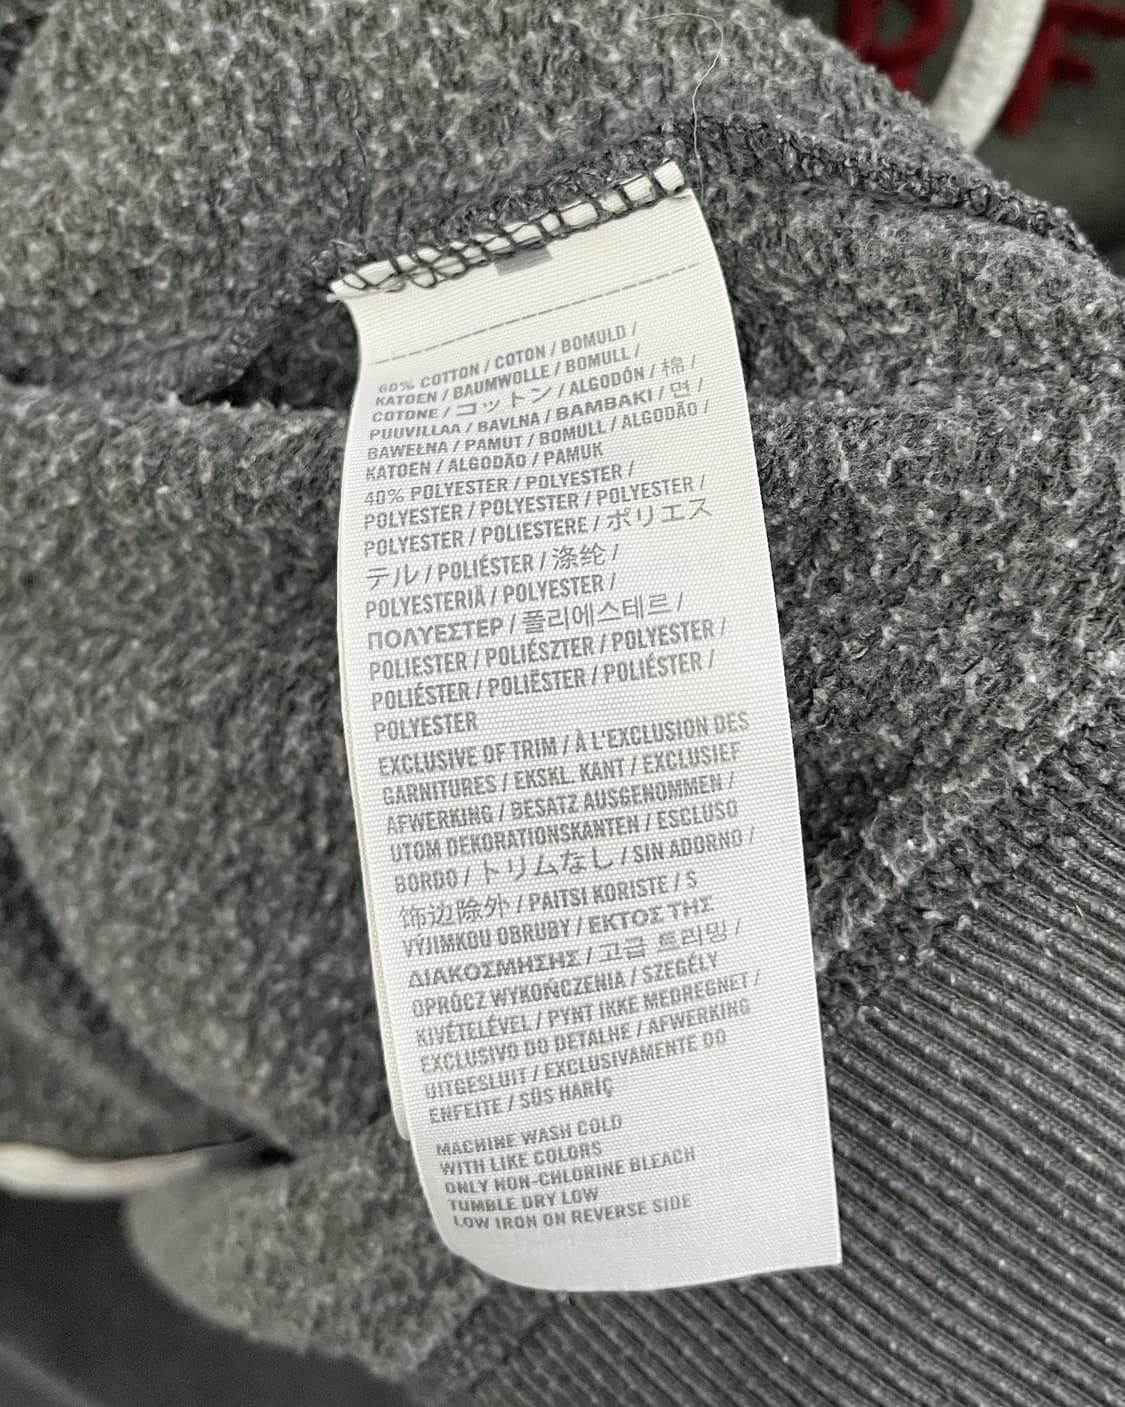 60% COTTON / COTON / BOMULD /
KATOEN / BAUMWOLLE / BOMULL /
COTONE / コットン / ALGODÓN / 棉 /
PUUVILLAA / BAVLNA / BAMBAKI / 면 /
BAWEŁNA / PAMUT / BOMULL / ALGODÃO /
KATOEN / ALGODÃO / PAMUK
40% POLYESTER / POLYESTER /
POLYESTER / POLYESTER / POLYESTER /
POLYESTER / POLIESTERE / ポリエス
テル / POLIÉSTER / 涤纶 /
POLYESTERIÄ / POLYESTER /
ΠΟΛΥΕΣΤΕΡ / 폴리에스테르 /
POLIESTER / POLIÉSZTER / POLYESTER /
POLIÉSTER / POLIËSTER / POLIÉSTER /
POLYESTER
EXCLUSIVE OF TRIM / À L'EXCLUSION DES
GARNITURES / EKSKL. KANT / EXCLUSIEF
AFWERKING / BESATZ AUSGENOMMEN /
UTOM DEKORATIONSKANTEN / ESCLUSO
BORDO / トリムなし / SIN ADORNO /
饰边除外 / PAITSI KORISTE / S
VÝJIMKOU OBRUBY / ΕΚΤΟΣ ΤΗΣ
ΔΙΑΚΟΣΜΗΣΗΣ / 고급 트리밍 /
OPRÓCZ WYKOŃCZENIA / SZEGÉLY
KIVÉTELÉVEL / PYNT IKKE MEDREGNET /
EXCLUSIVO DO DETALHE / AFWERKING
UITGESLUIT / EXCLUSIVAMENTE DO
ENFEITE / SÜS HARİÇ
MACHINE WASH COLD
WITH LIKE COLORS
ONLY NON-CHLORINE BLEACH
TUMBLE DRY LOW
LOW IRON ON REVERSE SIDE